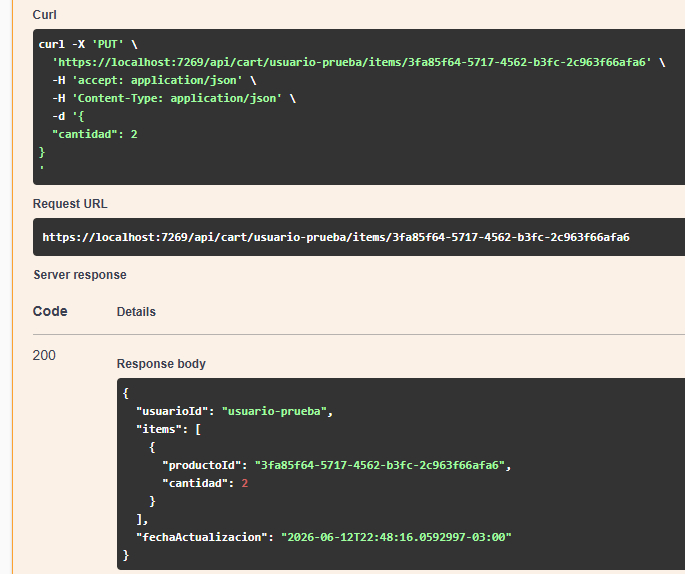 Curl
curl -X 'PUT' \
  'https://localhost:7269/api/cart/usuario-prueba/items/3fa85f64-5717-4562-b3fc-2c963f66afa6' \
  -H 'accept: application/json' \
  -H 'Content-Type: application/json' \
  -d '{
  "cantidad": 2
}
'
Request URL
https://localhost:7269/api/cart/usuario-prueba/items/3fa85f64-5717-4562-b3fc-2c963f66afa6
Server response
Code Details
200
Response body
{
  "usuarioId": "usuario-prueba",
  "items": [
    {
      "productoId": "3fa85f64-5717-4562-b3fc-2c963f66afa6",
      "cantidad": 2
    }
  ],
  "fechaActualizacion": "2026-06-12T22:48:16.0592997-03:00"
}